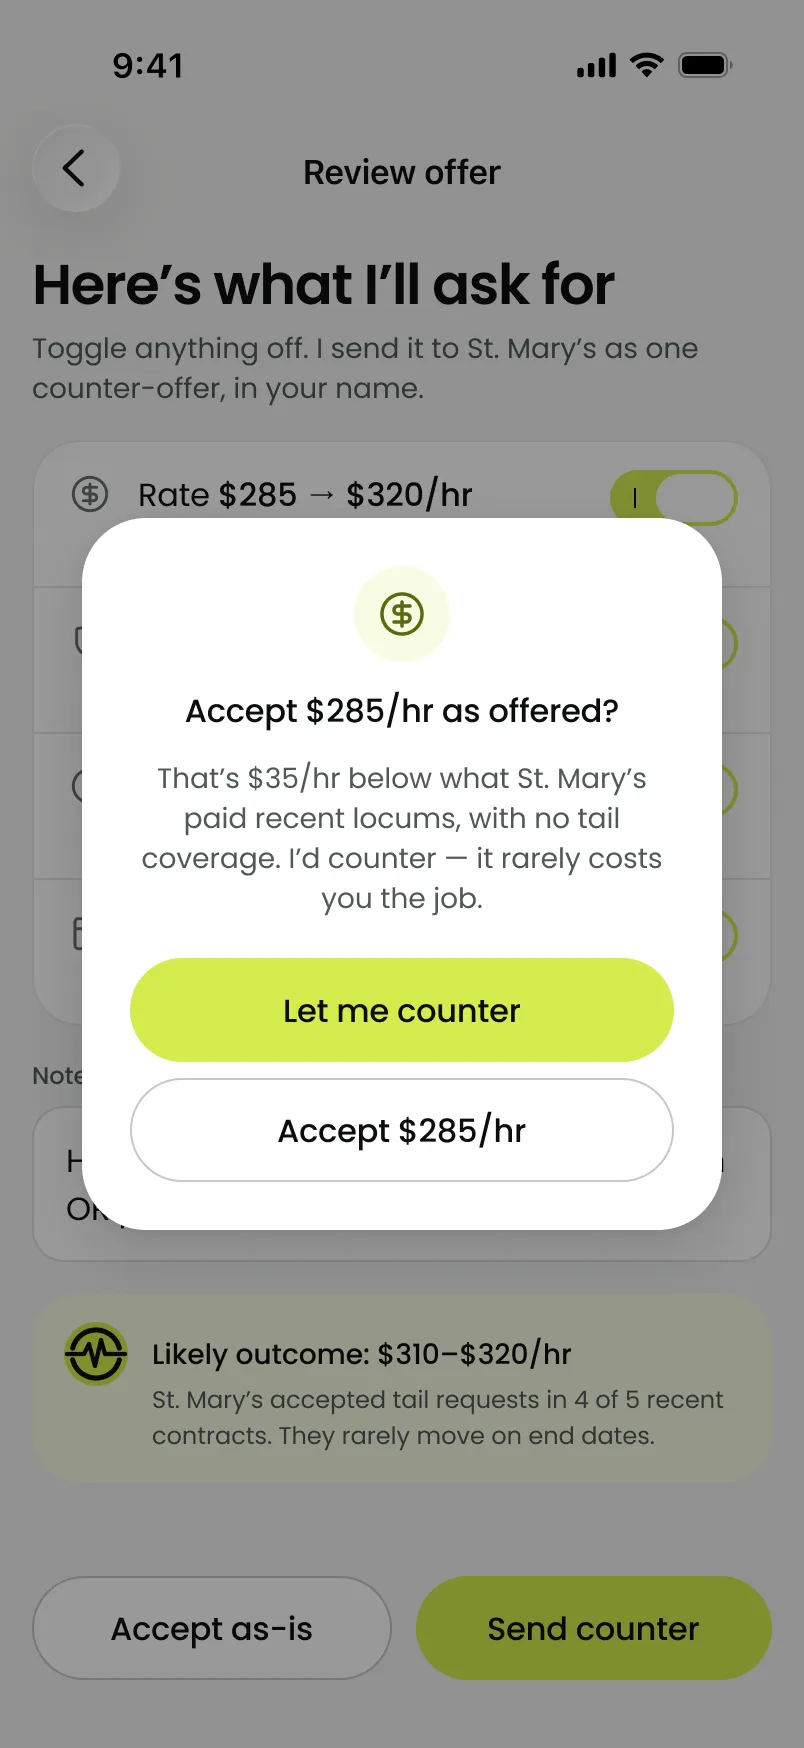 9:41
Review offer
Here’s what I’ll ask for
Toggle anything off. I send it to St. Mary’s as one
counter-offer, in your name.
Rate $285 → $320/hr
Accept $285/hr as offered?
That’s $35/hr below what St. Mary’s
paid recent locums, with no tail
coverage. I’d counter — it rarely costs
you the job.
Let me counter
Accept $285/hr
Note
Likely outcome: $310–$320/hr
St. Mary’s accepted tail requests in 4 of 5 recent
contracts. They rarely move on end dates.
Accept as-is
Send counter